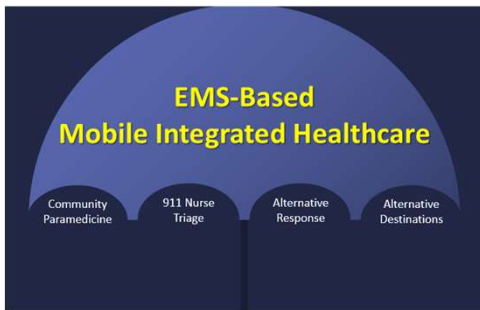 EMS-Based
Mobile Integrated Healthcare
Community
Paramedicine
911 Nurse
Triage
Alternative
Response
Alternative
Destinations